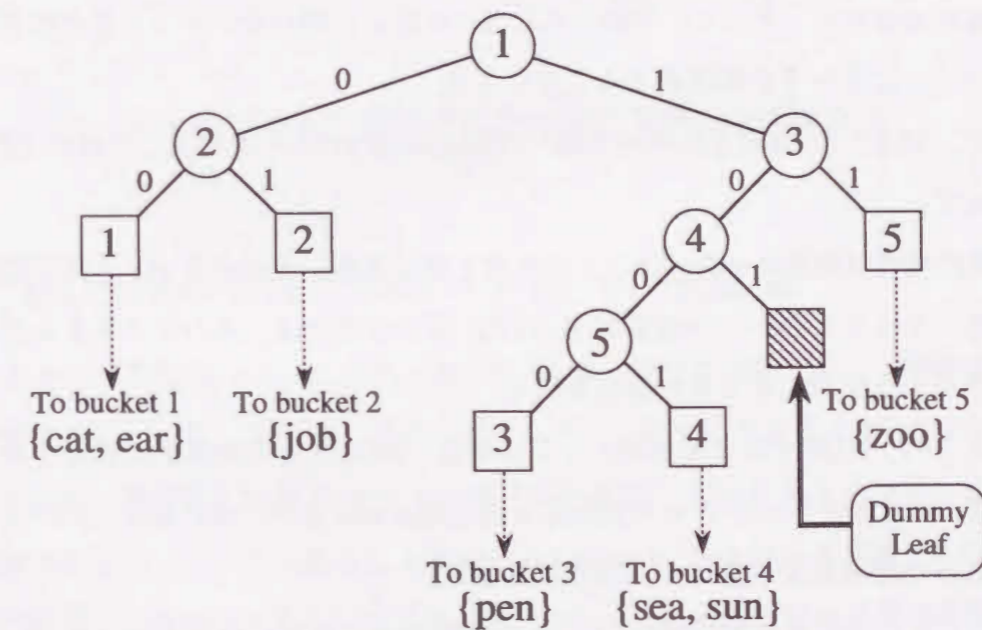 1
0 1
2 3
0 1 0 1
1 2 4 5
0 1
5
To bucket 1 To bucket 2 0 1 To bucket 5
{cat, ear} {job} 3 4 {zoo}
Dummy
Leaf
To bucket 3 To bucket 4
{pen} {sea, sun}